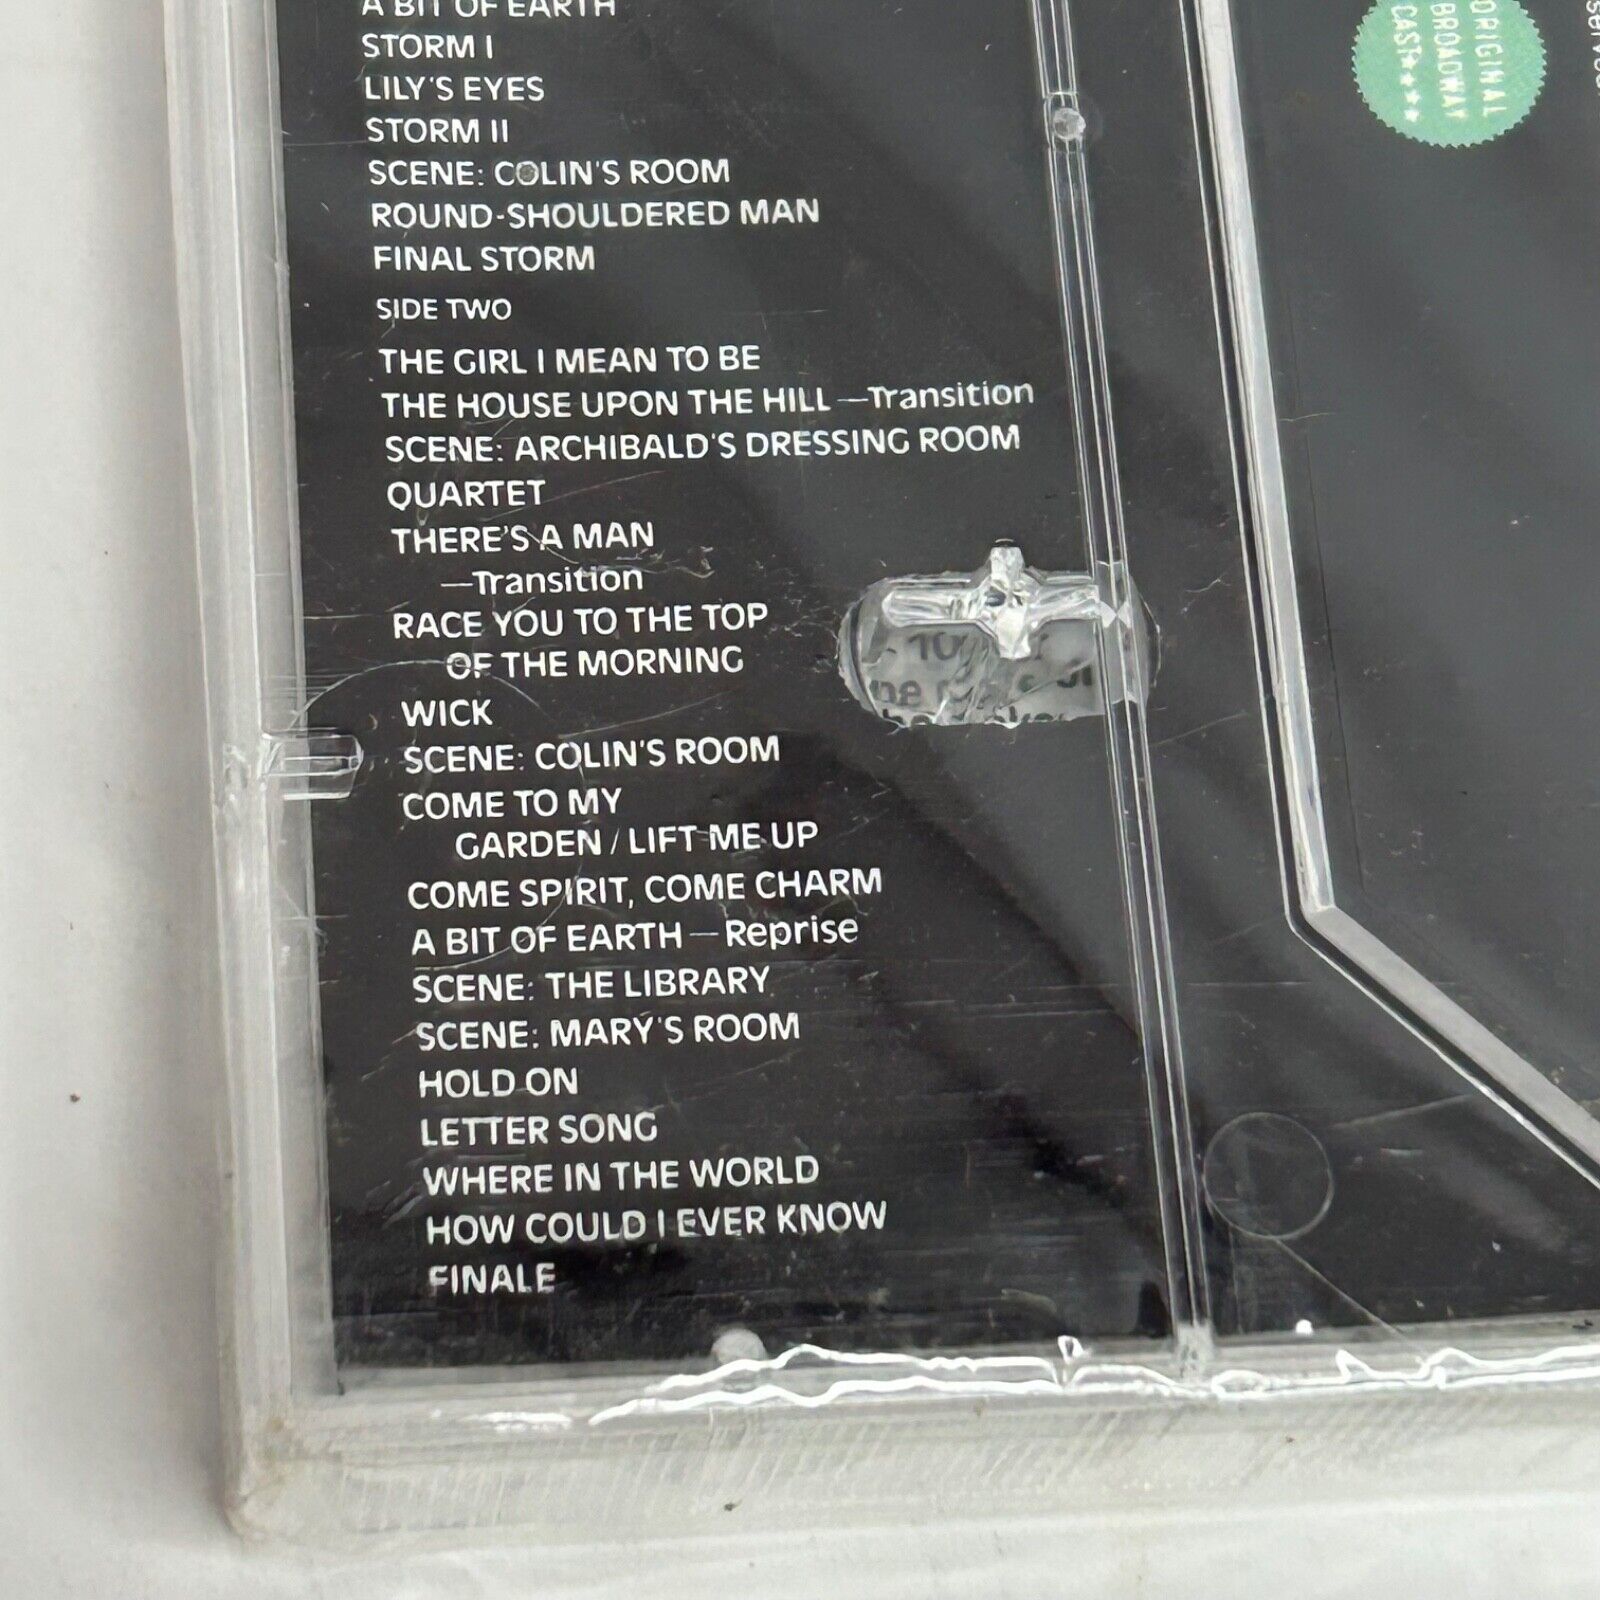 A BIT OF EARTH
STORM I
LILY'S EYES
STORM II
SCENE: COLIN'S ROOM
ROUND-SHOULDERED MAN
FINAL STORM
SIDE TWO
THE GIRL I MEAN TO BE
THE HOUSE UPON THE HILL—Transition
SCENE: ARCHIBALD'S DRESSING ROOM
QUARTET
THERE'S A MAN
—Transition
RACE YOU TO THE TOP
OF THE MORNING
WICK
SCENE: COLIN'S ROOM
COME TO MY
GARDEN / LIFT ME UP
COME SPIRIT, COME CHARM
A BIT OF EARTH—Reprise
SCENE: THE LIBRARY
SCENE: MARY'S ROOM
HOLD ON
LETTER SONG
WHERE IN THE WORLD
HOW COULD I EVER KNOW
FINALE
ORIGINAL
BROADWAY
CAST★★★★